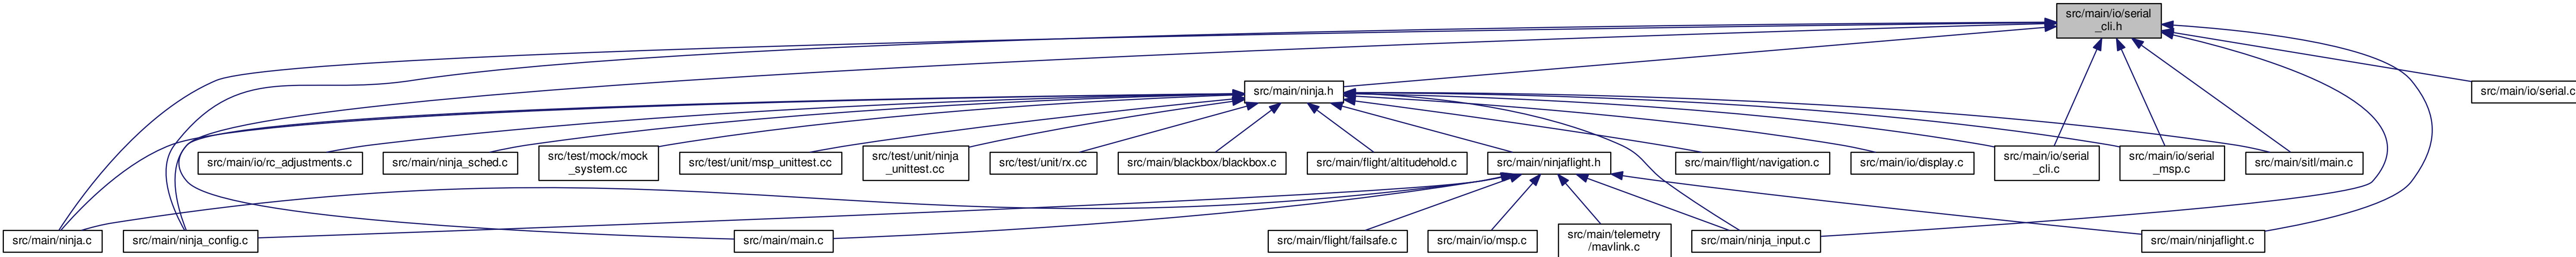 src/main/io/serial
_cli.h
src/main/ninja.h
src/main/io/serial.c
src/main/io/rc_adjustments.c
src/main/ninja_sched.c
src/test/mock/mock
_system.cc
src/test/unit/msp_unittest.cc
src/test/unit/ninja
_unittest.cc
src/test/unit/rx.cc
src/main/blackbox/blackbox.c
src/main/flight/altitudehold.c
src/main/ninjaflight.h
src/main/flight/navigation.c
src/main/io/display.c
src/main/io/serial
_cli.c
src/main/io/serial
_msp.c
src/main/sitl/main.c
src/main/ninja.c
src/main/ninja_config.c
src/main/main.c
src/main/flight/failsafe.c
src/main/io/msp.c
src/main/telemetry
/mavlink.c
src/main/ninja_input.c
src/main/ninjaflight.c